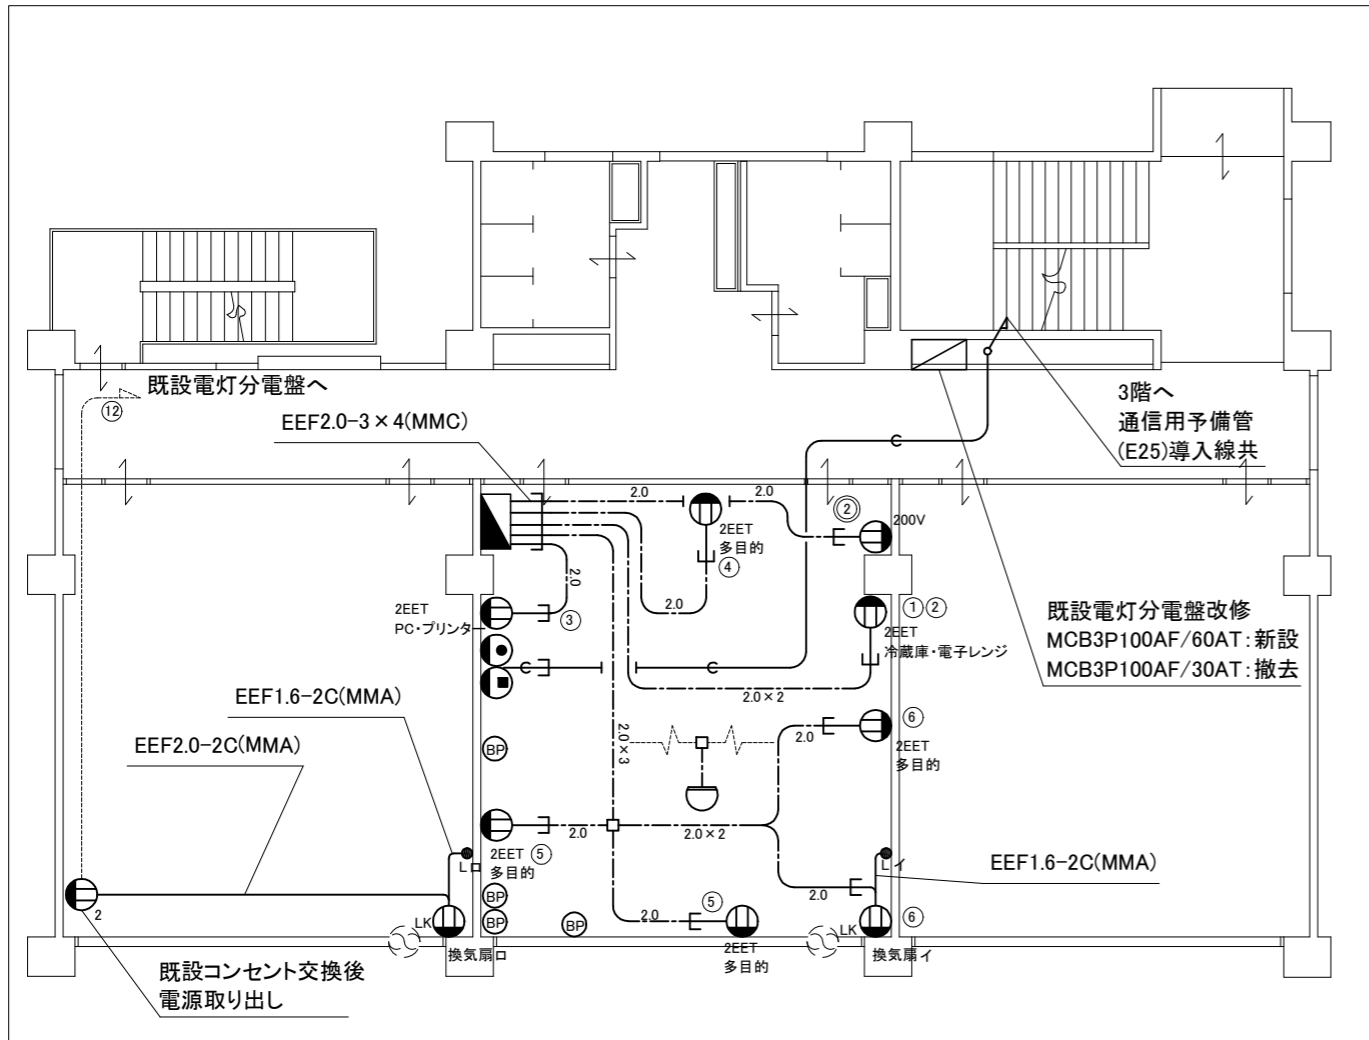 既設電灯分電盤へ
⑫
EEF2.0-3×4(MMC)
3階へ
通信用予備管
(E25)導入線共
2.0
2.0
②
200V
2EET
多目的
④
2.0
2.0
2EET
PC・プリンター
③
①②
2EET
冷蔵庫・電子レンジ
既設電灯分電盤改修
MCB3P100AF/60AT:新設
MCB3P100AF/30AT:撤去
C
C
C
2.0×2
EEF1.6-2C(MMA)
EEF2.0-2C(MMA)
BP
2.0×3
2.0
⑥
2EET
多目的
2.0
2.0×2
2EET
多目的
⑤
Lロ
Lイ
EEF1.6-2C(MMA)
2
LK
BP
BP
BP
2.0
⑤
2.0
LK
⑥
換気扇ロ
2EET
多目的
換気扇イ
既設コンセント交換後
電源取り出し